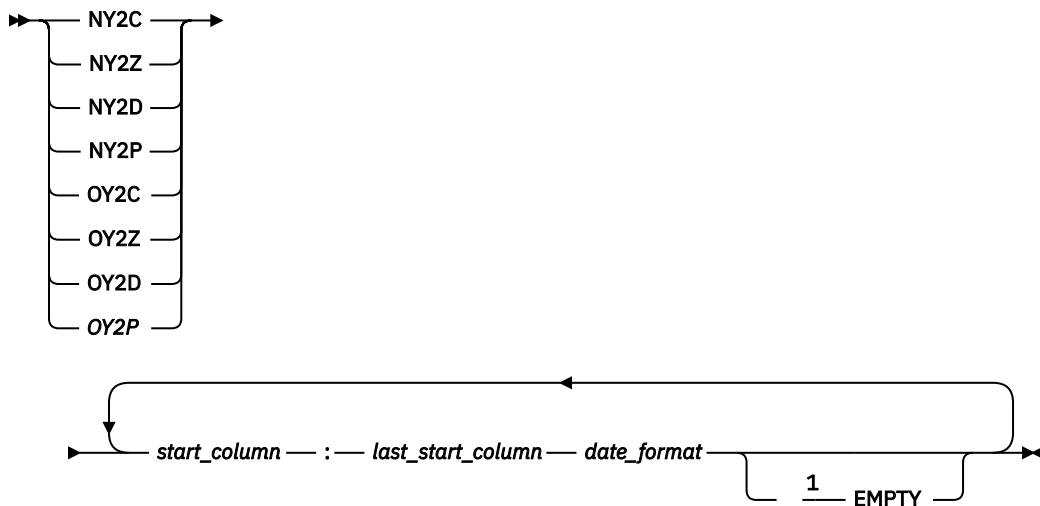 NY2C
NY2Z
NY2D
NY2P
OY2C
OY2Z
OY2D
OY2P
start_column : last_start_column date_format
1
EMPTY